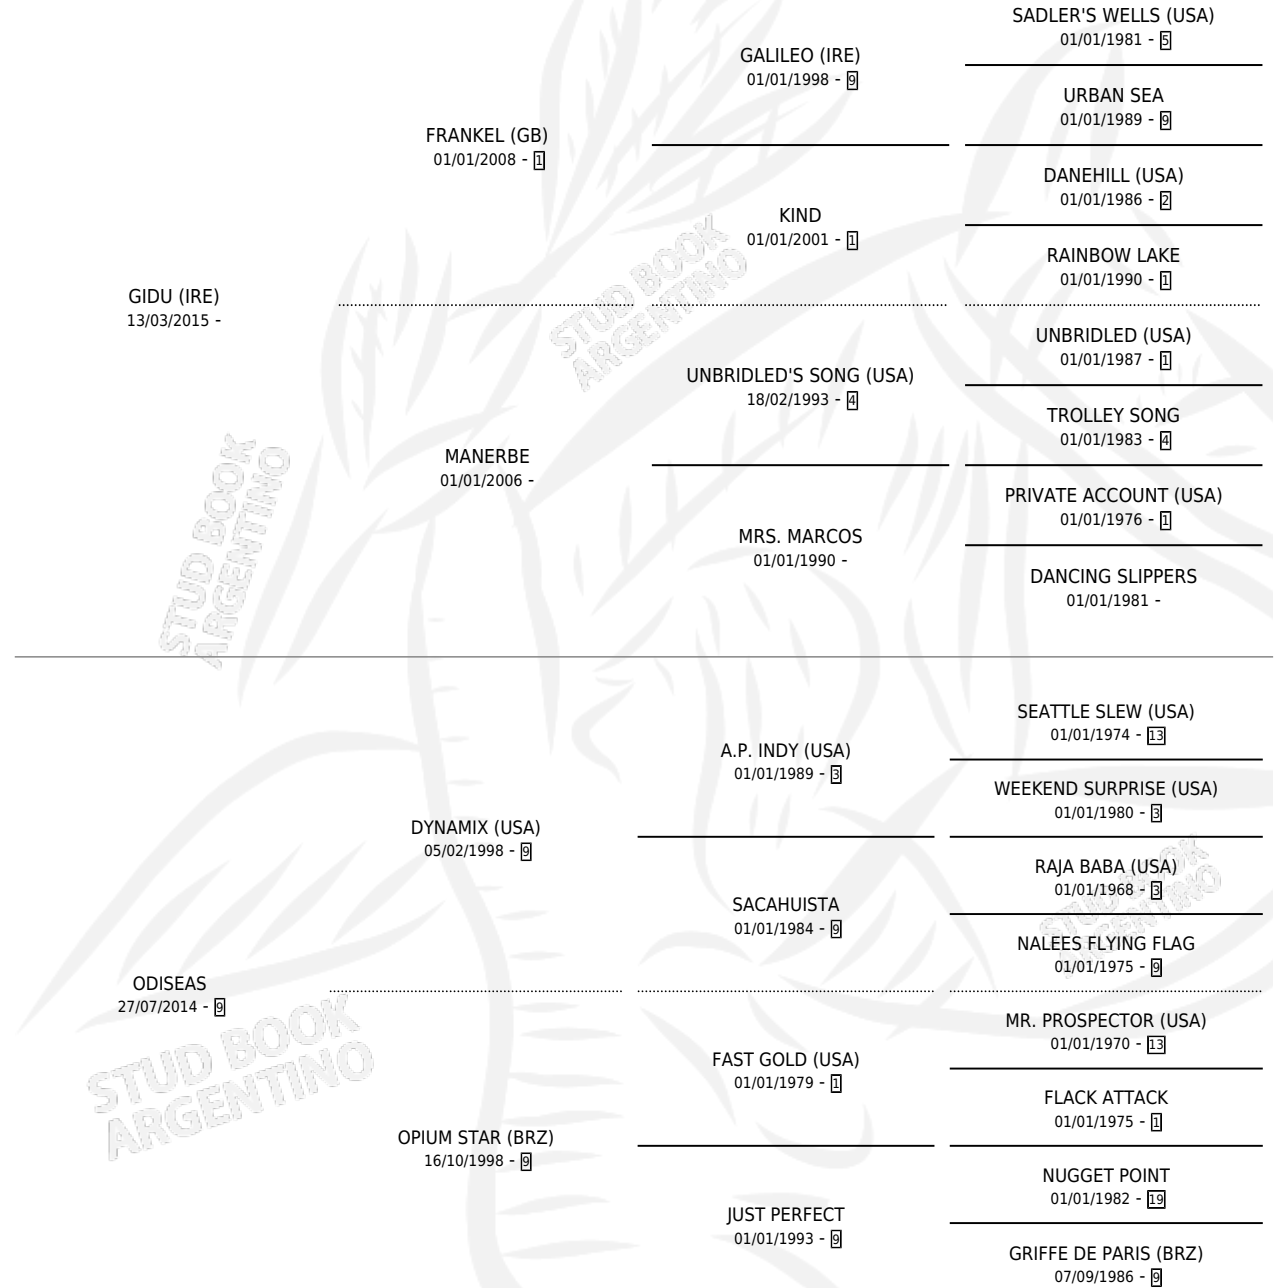 SADLER'S WELLS (USA)
01/01/1981 - 5
GALILEO (IRE)
01/01/1998 - 9
URBAN SEA
01/01/1989 - 9
FRANKEL (GB)
01/01/2008 - 1
DANEHILL (USA)
01/01/1986 - 2
KIND
01/01/2001 - 1
RAINBOW LAKE
01/01/1990 - 1
GIDU (IRE)
13/03/2015 -
UNBRIDLED (USA)
01/01/1987 - 1
UNBRIDLED'S SONG (USA)
18/02/1993 - 4
TROLLEY SONG
01/01/1983 - 4
MANERBE
01/01/2006 -
PRIVATE ACCOUNT (USA)
01/01/1976 - 1
MRS. MARCOS
01/01/1990 -
DANCING SLIPPERS
01/01/1981 -
STUD BOOK
ARGENTINO
STUD BOOK
ARGENTINO
SEATTLE SLEW (USA)
01/01/1974 - 13
A.P. INDY (USA)
01/01/1989 - 3
WEEKEND SURPRISE (USA)
01/01/1980 - 3
DYNAMIX (USA)
05/02/1998 - 9
RAJA BABA (USA)
01/01/1968 - 3
SACAHUISTA
01/01/1984 - 9
NALEES FLYING FLAG
01/01/1975 - 9
STUD BOOK
ARGENTINO
ODISEAS
27/07/2014 - 9
MR. PROSPECTOR (USA)
01/01/1970 - 13
FAST GOLD (USA)
01/01/1979 - 1
FLACK ATTACK
01/01/1975 - 1
STUD BOOK
ARGENTINO
OPIUM STAR (BRZ)
16/10/1998 - 9
NUGGET POINT
01/01/1982 - 19
JUST PERFECT
01/01/1993 - 9
GRIFFE DE PARIS (BRZ)
07/09/1986 - 9